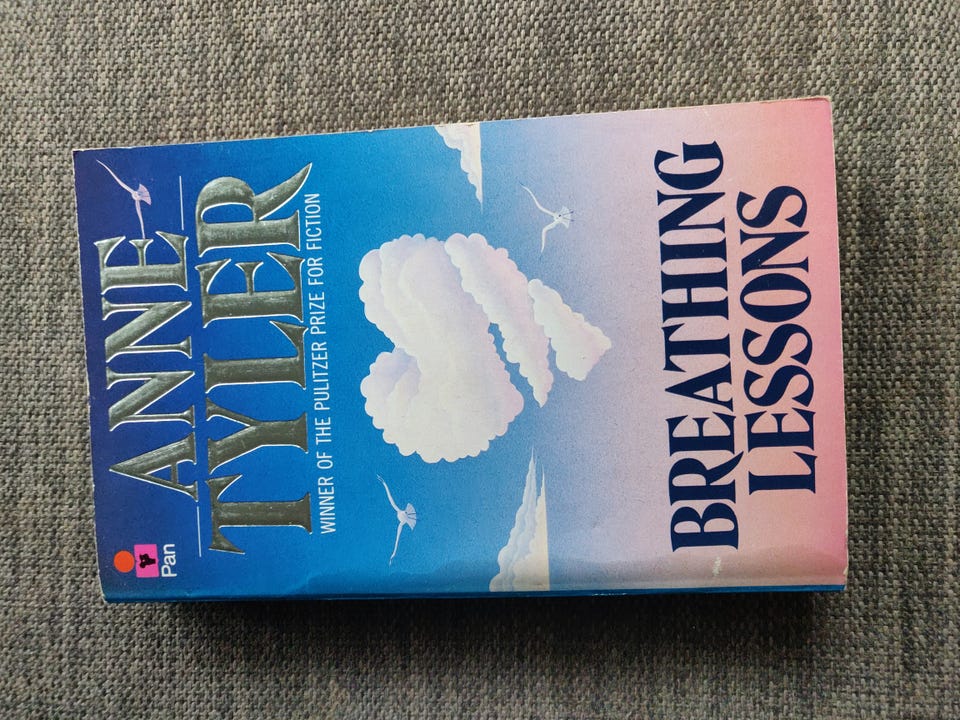 Pan
ANNE
TYLER
WINNER OF THE PULITZER PRIZE FOR FICTION
BREATHING
LESSONS